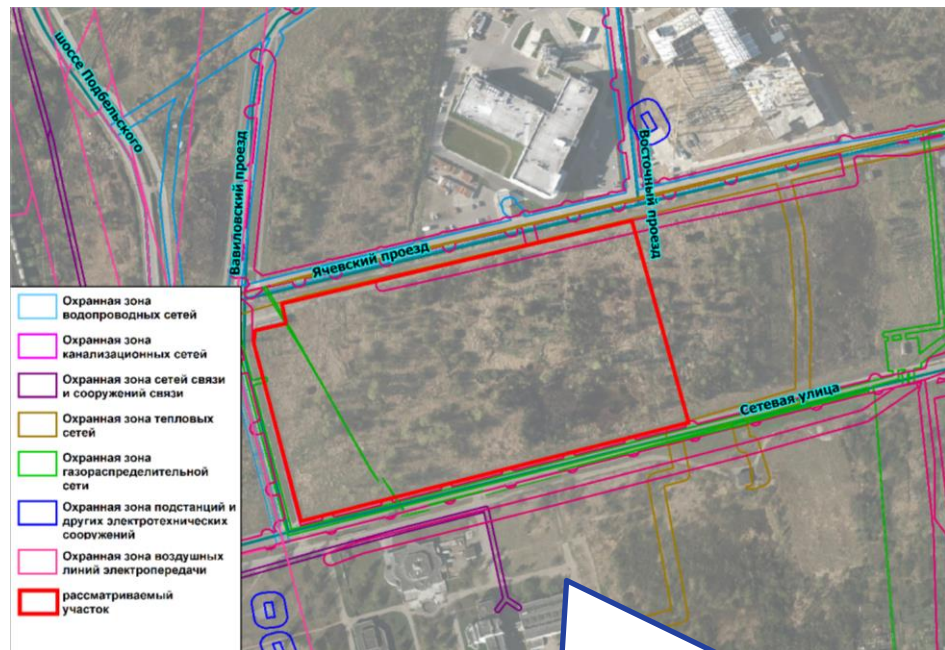 шоссе Подбельского
Вавиловский проезд
Ячевский проезд
Восточный проезд
Сетевая улица
Охранная зона
водопроводных сетей
Охранная зона
канализационных сетей
Охранная зона сетей связи
и сооружений связи
Охранная зона тепловых
сетей
Охранная зона
газораспределительной
сети
Охранная зона подстанций и
других электротехнических
сооружений
Охранная зона воздушных
линий электропередачи
рассматриваемый
участок